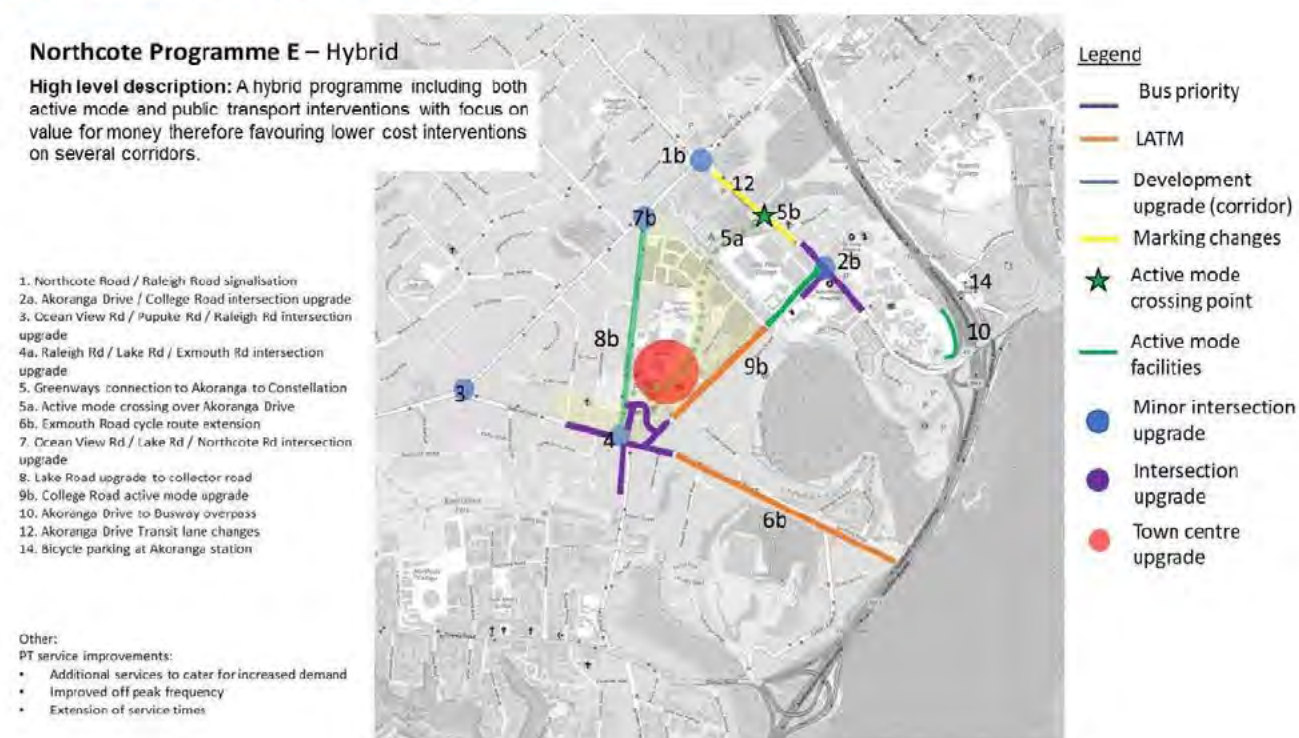 Northcote Programme E – Hybrid
High level description: A hybrid programme including both
active mode and public transport interventions with focus on
value for money therefore favouring lower cost interventions
on several corridors.
1. Northcote Road / Raleigh Road signalisation
2a. Akoranga Drive / College Road intersection upgrade
3. Ocean View Rd / Pupuke Rd / Raleigh Rd intersection
upgrade
4a. Raleigh Rd / Lake Rd / Exmouth Rd intersection
upgrade
5. Greenways connection to Akoranga to Constellation
5a. Active mode crossing over Akoranga Drive
6b. Exmouth Road cycle route extension
7. Ocean View Rd / Lake Rd / Northcote Rd intersection
upgrade
8. Lake Road upgrade to collector road
9b. College Road active mode upgrade
10. Akoranga Drive to Busway overpass
12. Akoranga Drive Transit lane changes
14. Bicycle parking at Akoranga station
Other:
PT service improvements:
• Additional services to cater for increased demand
• Improved off peak frequency
• Extension of service times
1b
12
5b
7b
5a
2b
14
10
8b
9b
3
4
6b
Legend
Bus priority
LATM
Development
upgrade (corridor)
Marking changes
Active mode
crossing point
Active mode
facilities
Minor intersection
upgrade
Intersection
upgrade
Town centre
upgrade